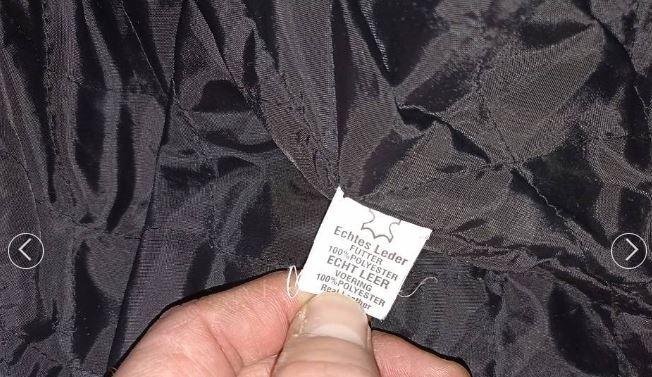 Echtes Leder
FUTTER
100%POLYESTER
ECHT LEER
VOERING
100%POLYESTER
Real Leather